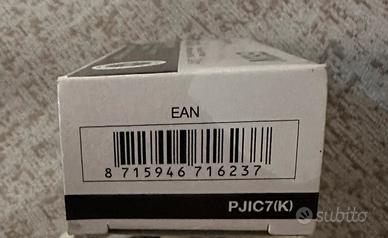 EAN
8 715946 716237
PJIC7(K)
subito